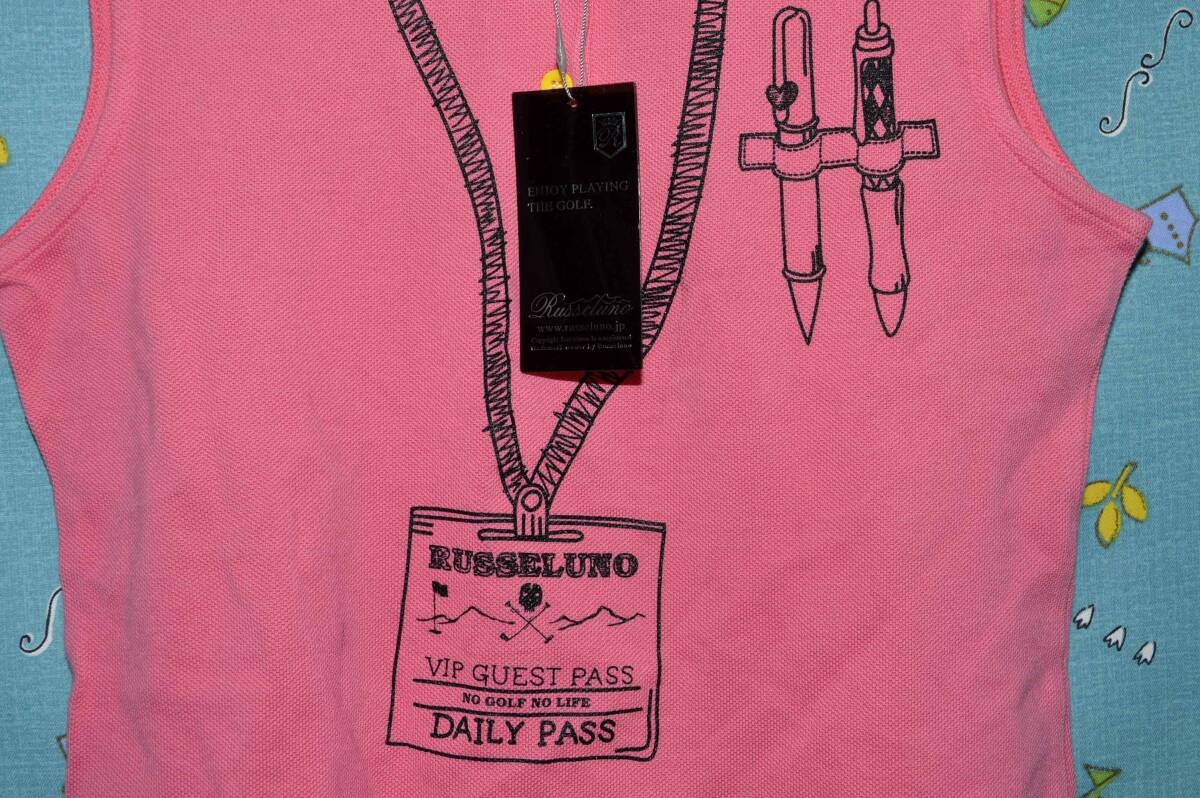 R
ENJOY PLAYING
THE GOLF.
Russeluno
www.russeluno.jp
RUSSELUNO
VIP GUEST PASS
NO GOLF NO LIFE
DAILY PASS